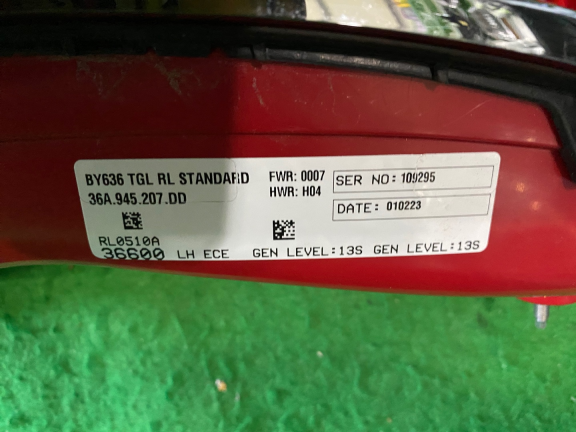 BY636 TGL RL STANDARD
36A.945.207.DD
FWR: 0007
HWR: H04
SER NO: 109295
DATE: 010223
RL0510A
36600 LH ECE GEN LEVEL:13S GEN LEVEL:13S